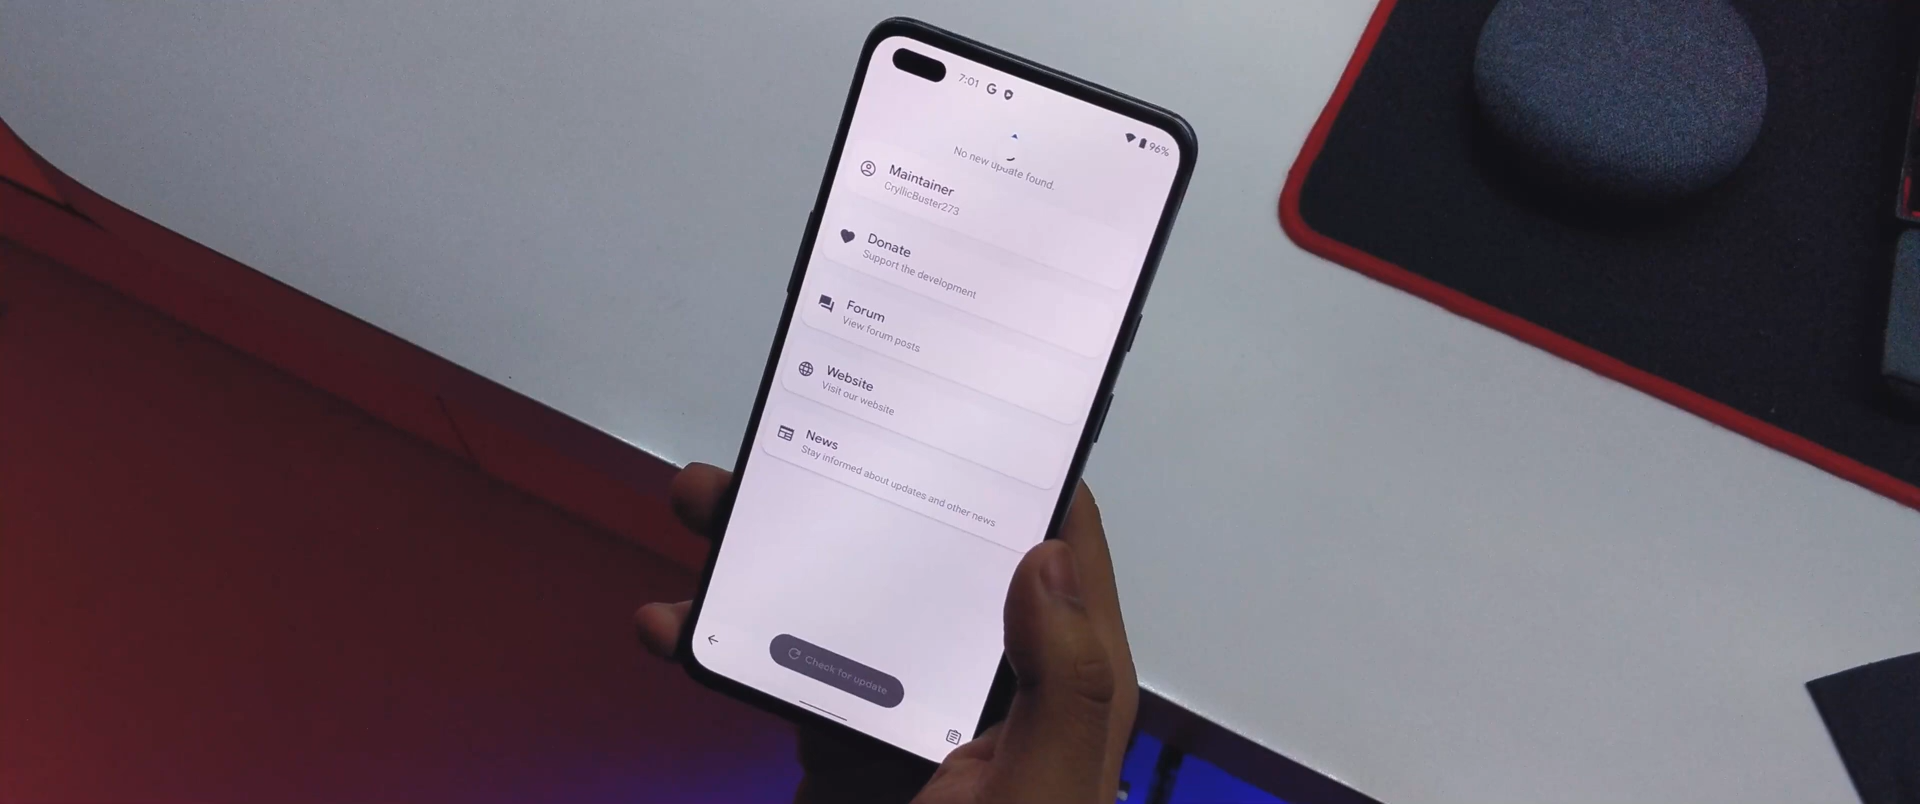 7:01 G
96%
No new update found.
Maintainer
CryllicBuster273
Donate
Support the development
Forum
View forum posts
Website
Visit our website
News
Stay informed about updates and other news
Check for update